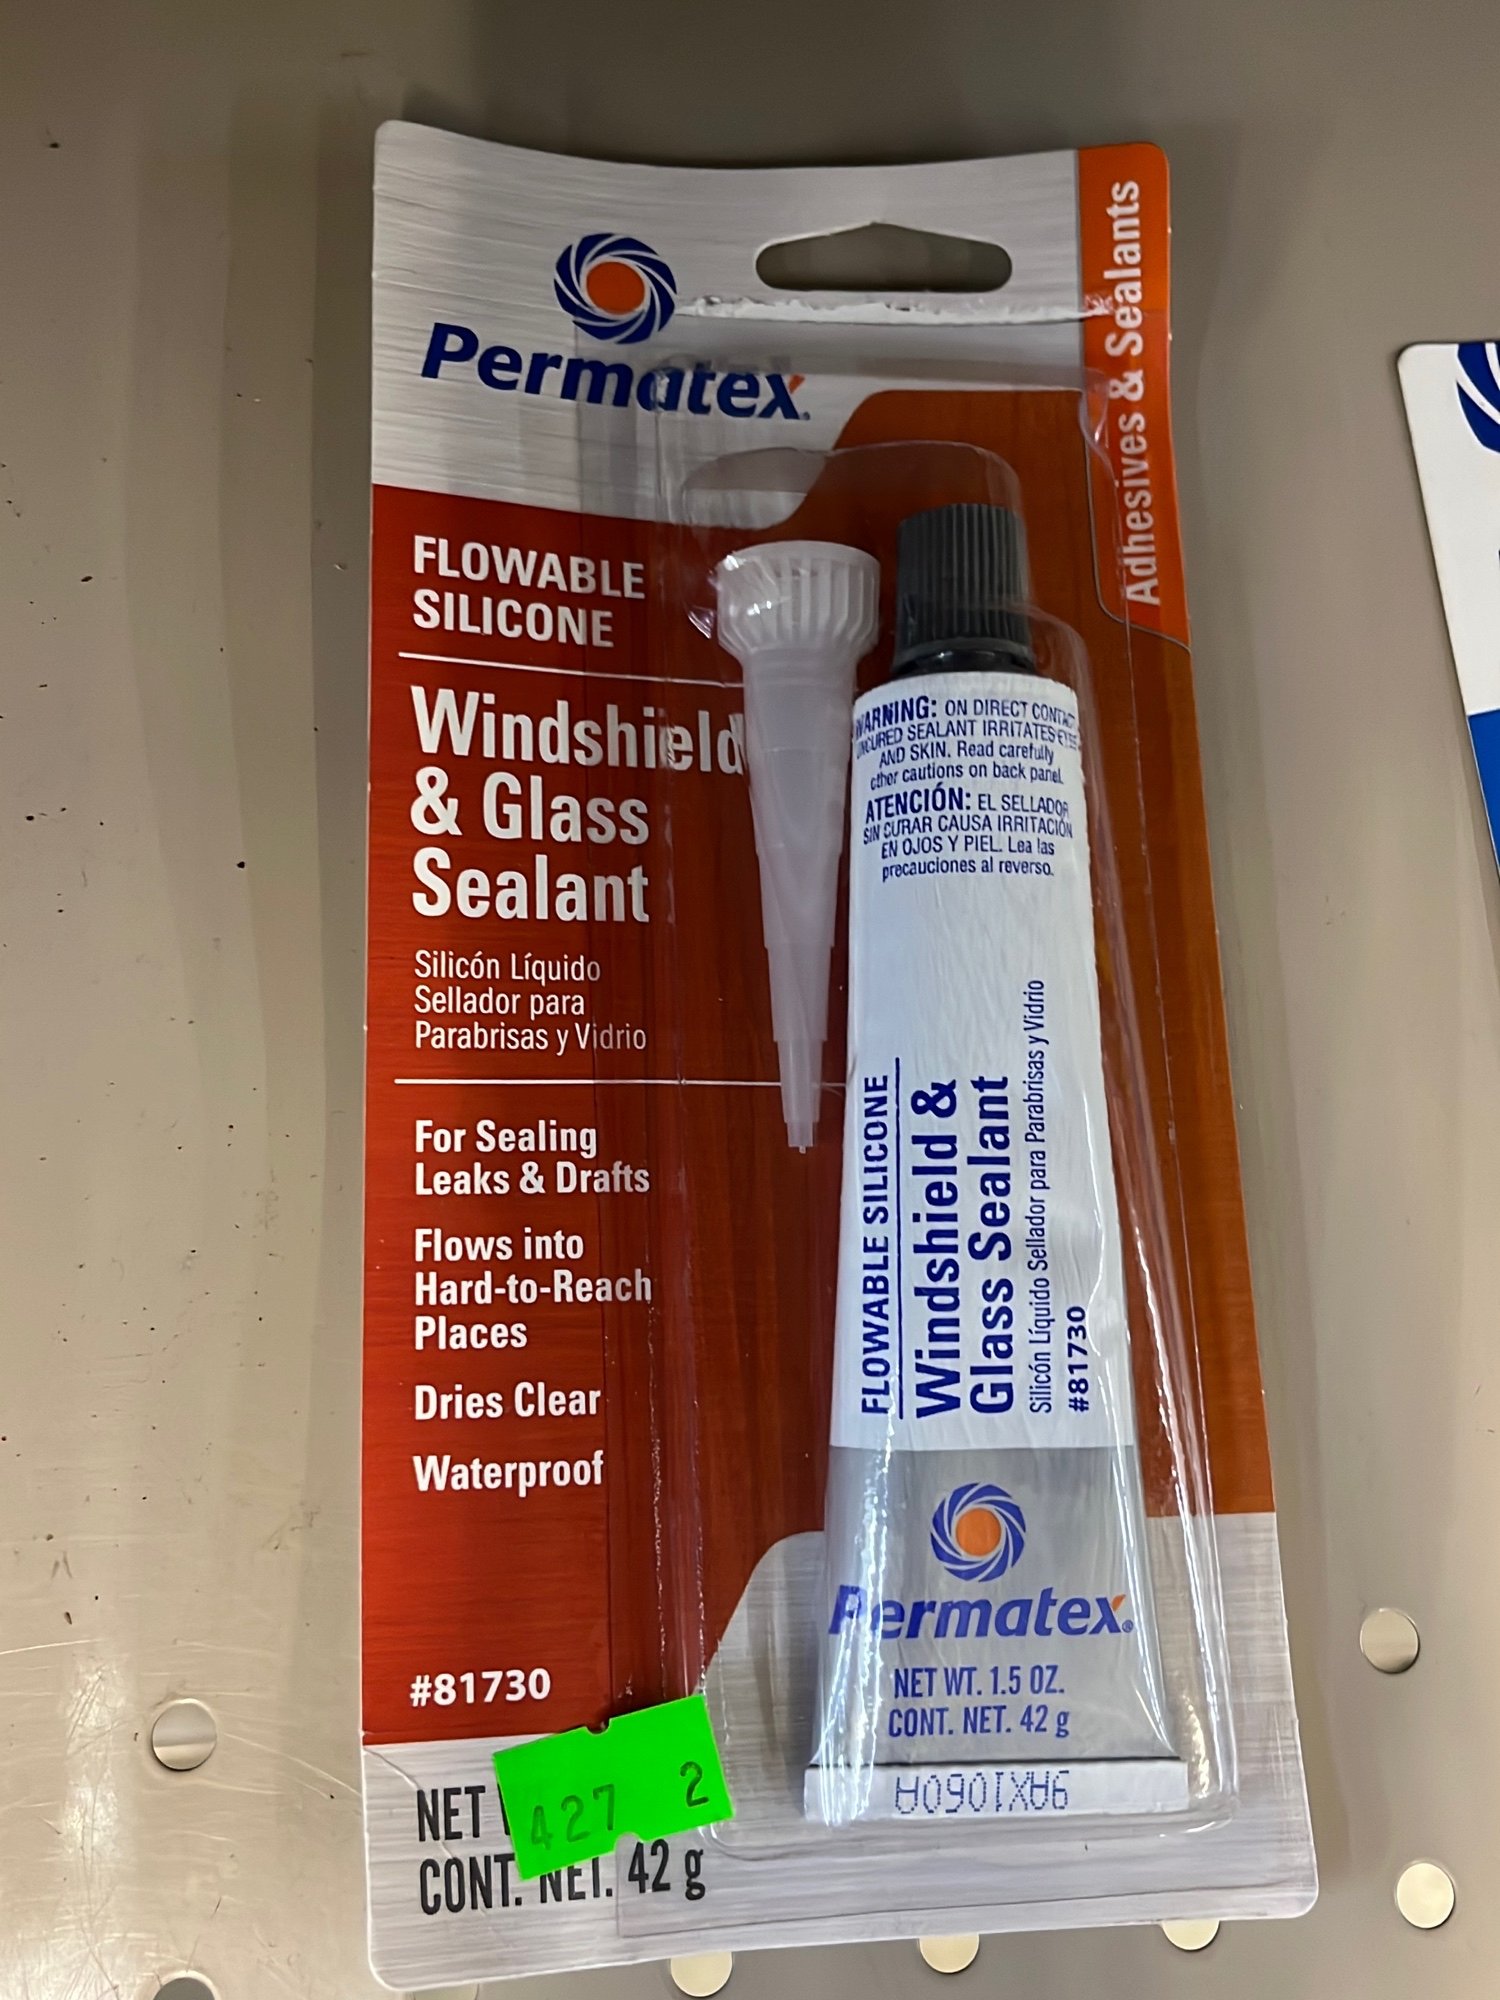 Permatex
Adhesives & Sealants
FLOWABLE
SILICONE
Windshield
& Glass
Sealant
Silicón Líquido
Sellador para
Parabrisas y Vidrio
For Sealing
Leaks & Drafts
Flows into
Hard-to-Reach
Places
Dries Clear
Waterproof
#81730
NET
CONT. NET. 42 g
427 2
WARNING: ON DIRECT CONTACT
UNCURED SEALANT IRRITATES EYES
AND SKIN. Read carefully
other cautions on back panel.
ATENCIÓN: EL SELLADOR
SIN CURAR CAUSA IRRITACIÓN
EN OJOS Y PIEL. Lea las
precauciones al reverso.
FLOWABLE SILICONE
Windshield &
Glass Sealant
Silicón Líquido Sellador para Parabrisas y Vidrio
#81730
Permatex®
NET WT. 1.5 OZ.
CONT. NET. 42 g